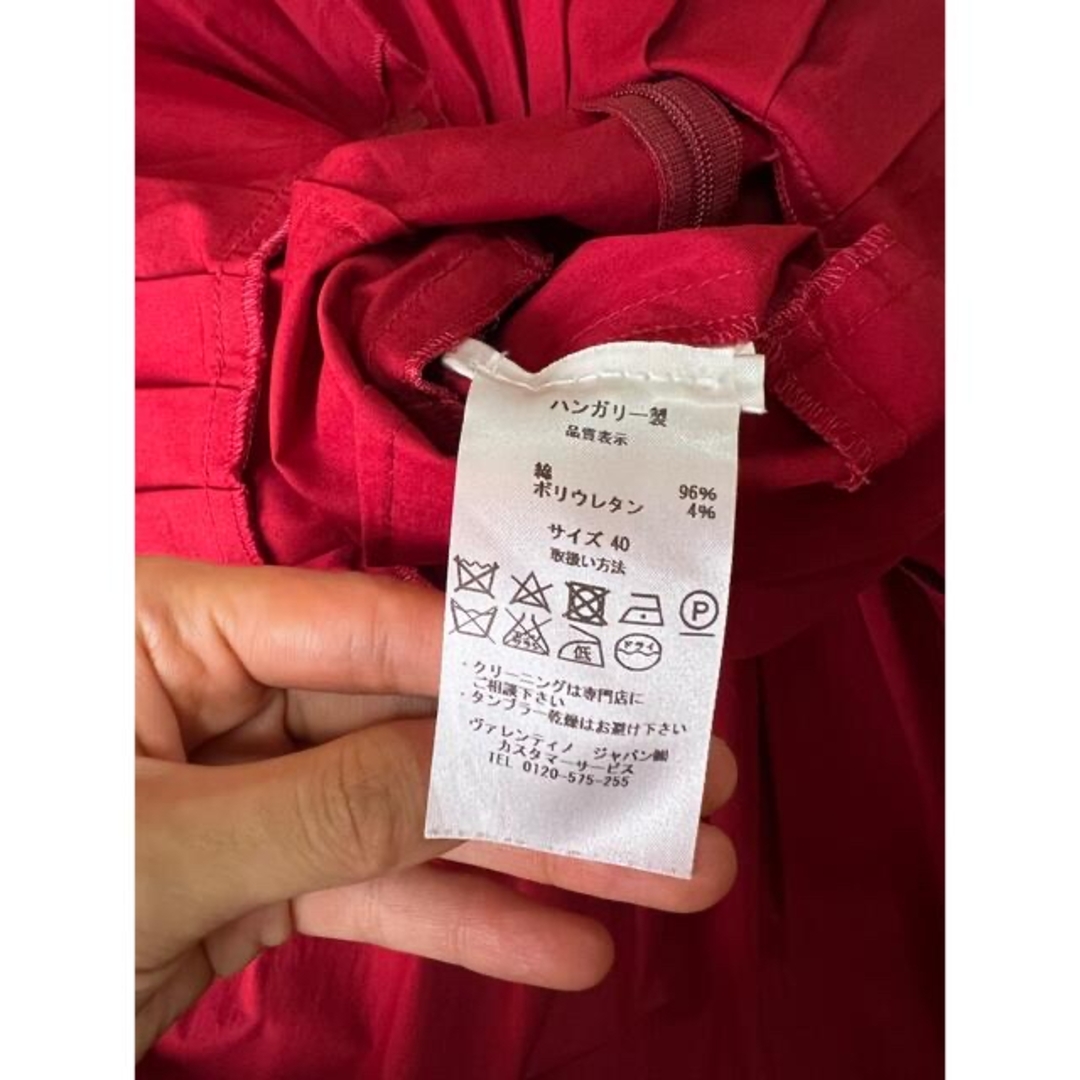 ハンガリー製
品質表示
綿 96%
ポリウレタン 4%
サイズ 40
取扱い方法
P
低 ドライ
・クリーニングは専門店に
ご相談下さい
・タンブラー乾燥はお避け下さい
ヴァレンティノ ジャパン㈱
カスタマーサービス
TEL 0120-575-255